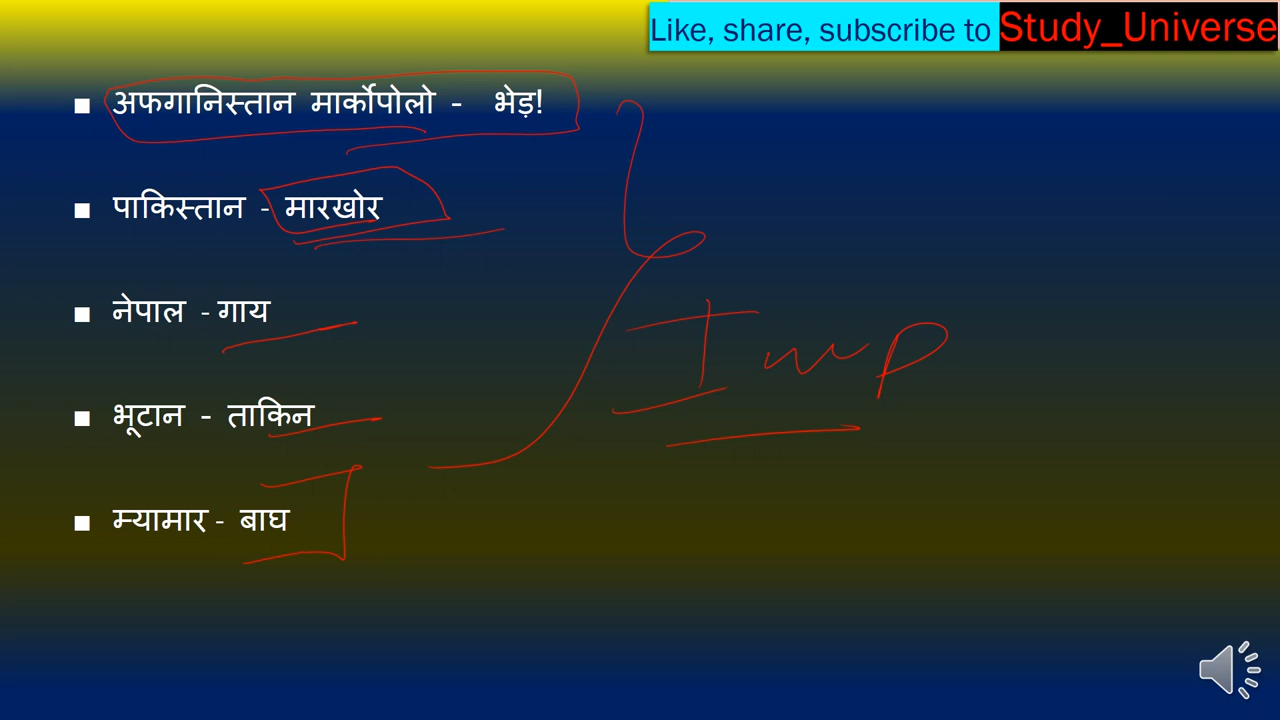 Like, share, subscribe to Study_Universe
▪ अफगानिस्तान मार्कोपोलो - भेड़!
▪ पाकिस्तान - मारखोर
▪ नेपाल - गाय
▪ भूटान - ताकिन
▪ म्यामार - बाघ
Imp